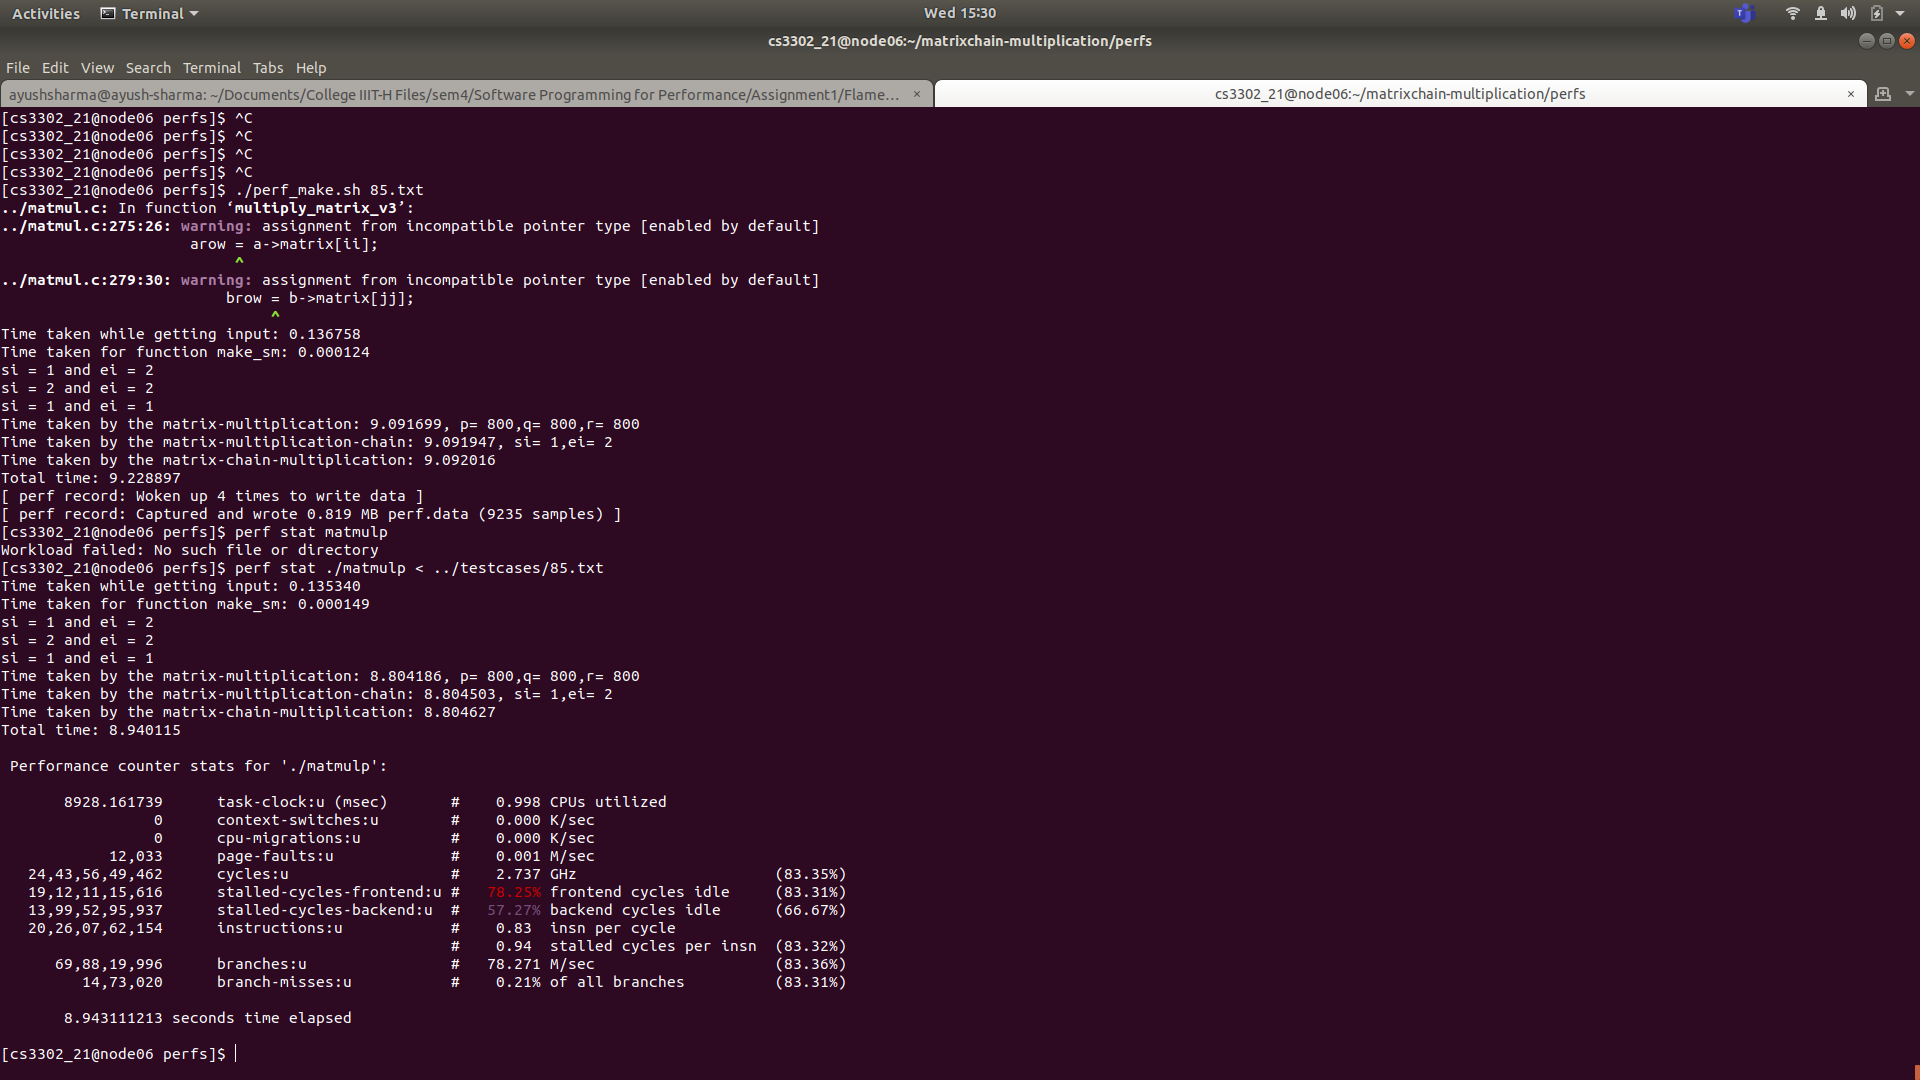 Activities Terminal Wed 15:30
cs3302_21@node06:~/matrixchain-multiplication/perfs
File Edit View Search Terminal Tabs Help
ayushsharma@ayush-sharma: ~/Documents/College IIIT-H Files/sem4/Software Programming for Performance/Assignment1/Flame... × cs3302_21@node06:~/matrixchain-multiplication/perfs ×
[cs3302_21@node06 perfs]$ ^C
[cs3302_21@node06 perfs]$ ^C
[cs3302_21@node06 perfs]$ ^C
[cs3302_21@node06 perfs]$ ^C
[cs3302_21@node06 perfs]$ ./perf_make.sh 85.txt
../matmul.c: In function ‘multiply_matrix_v3’:
../matmul.c:275:26: warning: assignment from incompatible pointer type [enabled by default]
arow = a->matrix[ii];
^
../matmul.c:279:30: warning: assignment from incompatible pointer type [enabled by default]
brow = b->matrix[jj];
^
Time taken while getting input: 0.136758
Time taken for function make_sm: 0.000124
si = 1 and ei = 2
si = 2 and ei = 2
si = 1 and ei = 1
Time taken by the matrix-multiplication: 9.091699, p= 800,q= 800,r= 800
Time taken by the matrix-multiplication-chain: 9.091947, si= 1,ei= 2
Time taken by the matrix-chain-multiplication: 9.092016
Total time: 9.228897
[ perf record: Woken up 4 times to write data ]
[ perf record: Captured and wrote 0.819 MB perf.data (9235 samples) ]
[cs3302_21@node06 perfs]$ perf stat matmulp
Workload failed: No such file or directory
[cs3302_21@node06 perfs]$ perf stat ./matmulp < ../testcases/85.txt
Time taken while getting input: 0.135340
Time taken for function make_sm: 0.000149
si = 1 and ei = 2
si = 2 and ei = 2
si = 1 and ei = 1
Time taken by the matrix-multiplication: 8.804186, p= 800,q= 800,r= 800
Time taken by the matrix-multiplication-chain: 8.804503, si= 1,ei= 2
Time taken by the matrix-chain-multiplication: 8.804627
Total time: 8.940115
Performance counter stats for './matmulp':
8928.161739 task-clock:u (msec) # 0.998 CPUs utilized
0 context-switches:u # 0.000 K/sec
0 cpu-migrations:u # 0.000 K/sec
12,033 page-faults:u # 0.001 M/sec
24,43,56,49,462 cycles:u # 2.737 GHz (83.35%)
19,12,11,15,616 stalled-cycles-frontend:u # 78.25% frontend cycles idle (83.31%)
13,99,52,95,937 stalled-cycles-backend:u # 57.27% backend cycles idle (66.67%)
20,26,07,62,154 instructions:u # 0.83 insn per cycle
# 0.94 stalled cycles per insn (83.32%)
69,88,19,996 branches:u # 78.271 M/sec (83.36%)
14,73,020 branch-misses:u # 0.21% of all branches (83.31%)
8.943111213 seconds time elapsed
[cs3302_21@node06 perfs]$